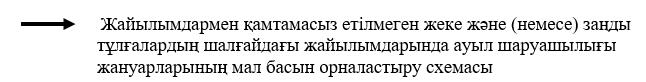 Жайылымдармен қамтамасыз етілмеген жеке және (немесе) заңды
тұлғалардың шалғайдағы жайылымдарында ауыл шаруашылығы
жануарларының мал басын орналастыру схемасы